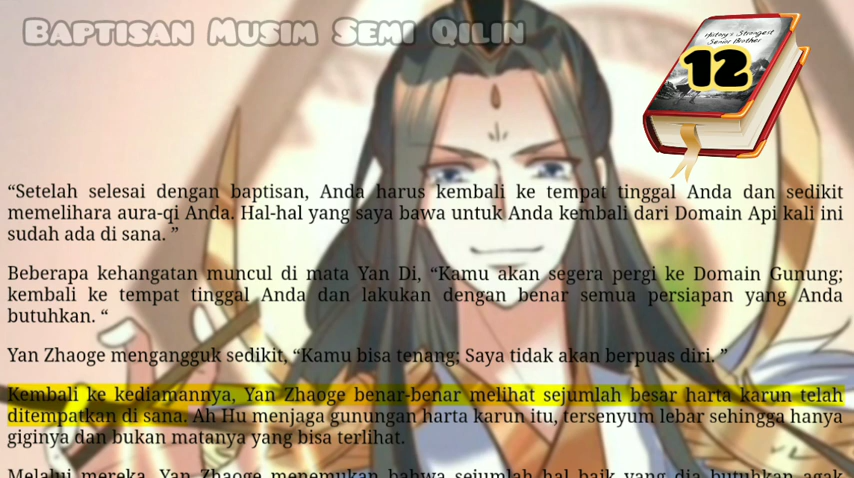 Baptisan Musim Semi Qilin
History's Strangest
Senior Brother
12
“Setelah selesai dengan baptisan, Anda harus kembali ke tempat tinggal Anda dan sedikit
memelihara aura-qi Anda. Hal-hal yang saya bawa untuk Anda kembali dari Domain Api kali ini
sudah ada di sana. ”
Beberapa kehangatan muncul di mata Yan Di, “Kamu akan segera pergi ke Domain Gunung;
kembali ke tempat tinggal Anda dan lakukan dengan benar semua persiapan yang Anda
butuhkan. “
Yan Zhaoge mengangguk sedikit, “Kamu bisa tenang; Saya tidak akan berpuas diri. ”
Kembali ke kediamannya, Yan Zhaoge benar-benar melihat sejumlah besar harta karun telah
ditempatkan di sana. Ah Hu menjaga gunungan harta karun itu, tersenyum lebar sehingga hanya
giginya dan bukan matanya yang bisa terlihat.
Melalui mereka, Yan Zhaoge menemukan bahwa sejumlah hal baik yang dia butuhkan agak